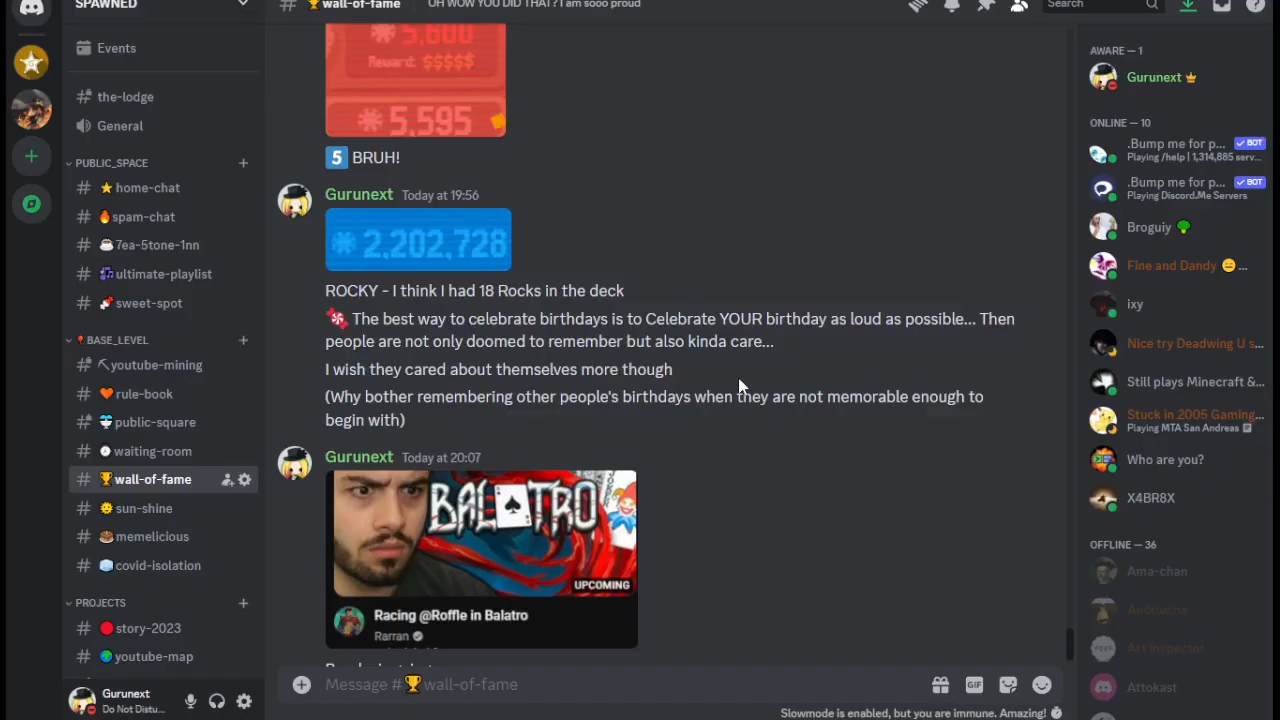 SPAWNED
Events
the-lodge
General
PUBLIC_SPACE
home-chat
spam-chat
7ea-5tone-1nn
ultimate-playlist
sweet-spot
BASE_LEVEL
youtube-mining
rule-book
public-square
waiting-room
wall-of-fame
sun-shine
memelicious
covid-isolation
PROJECTS
story-2023
youtube-map
Gurunext
Do Not Distu...
wall-of-fame
OH WOW YOU DID THAT? I am sooo proud
Search
5,600
Reward: $$$$$
5,595
5 BRUH!
Gurunext Today at 19:56
2,202,728
ROCKY - I think I had 18 Rocks in the deck
The best way to celebrate birthdays is to Celebrate YOUR birthday as loud as possible... Then
people are not only doomed to remember but also kinda care...
I wish they cared about themselves more though
(Why bother remembering other people's birthdays when they are not memorable enough to
begin with)
Gurunext Today at 20:07
BALATRO
UPCOMING
Racing @Roffle in Balatro
Rarran
Message #🏆wall-of-fame
GIF
Slowmode is enabled, but you are immune. Amazing!
AWARE — 1
Gurunext
ONLINE — 10
.Bump me for p... ✓ BOT
Playing /help | 1,314,885 serv...
.Bump me for p... ✓ BOT
Playing Discord.Me Servers
Broguiy
Fine and Dandy 😑 ...
ixy
Nice try Deadwing U s...
Still plays Minecraft &...
Stuck in 2005 Gaming...
Playing MTA San Andreas
Who are you?
X4BR8X
OFFLINE — 36
Ama-chan
Art Inspector
Attokast